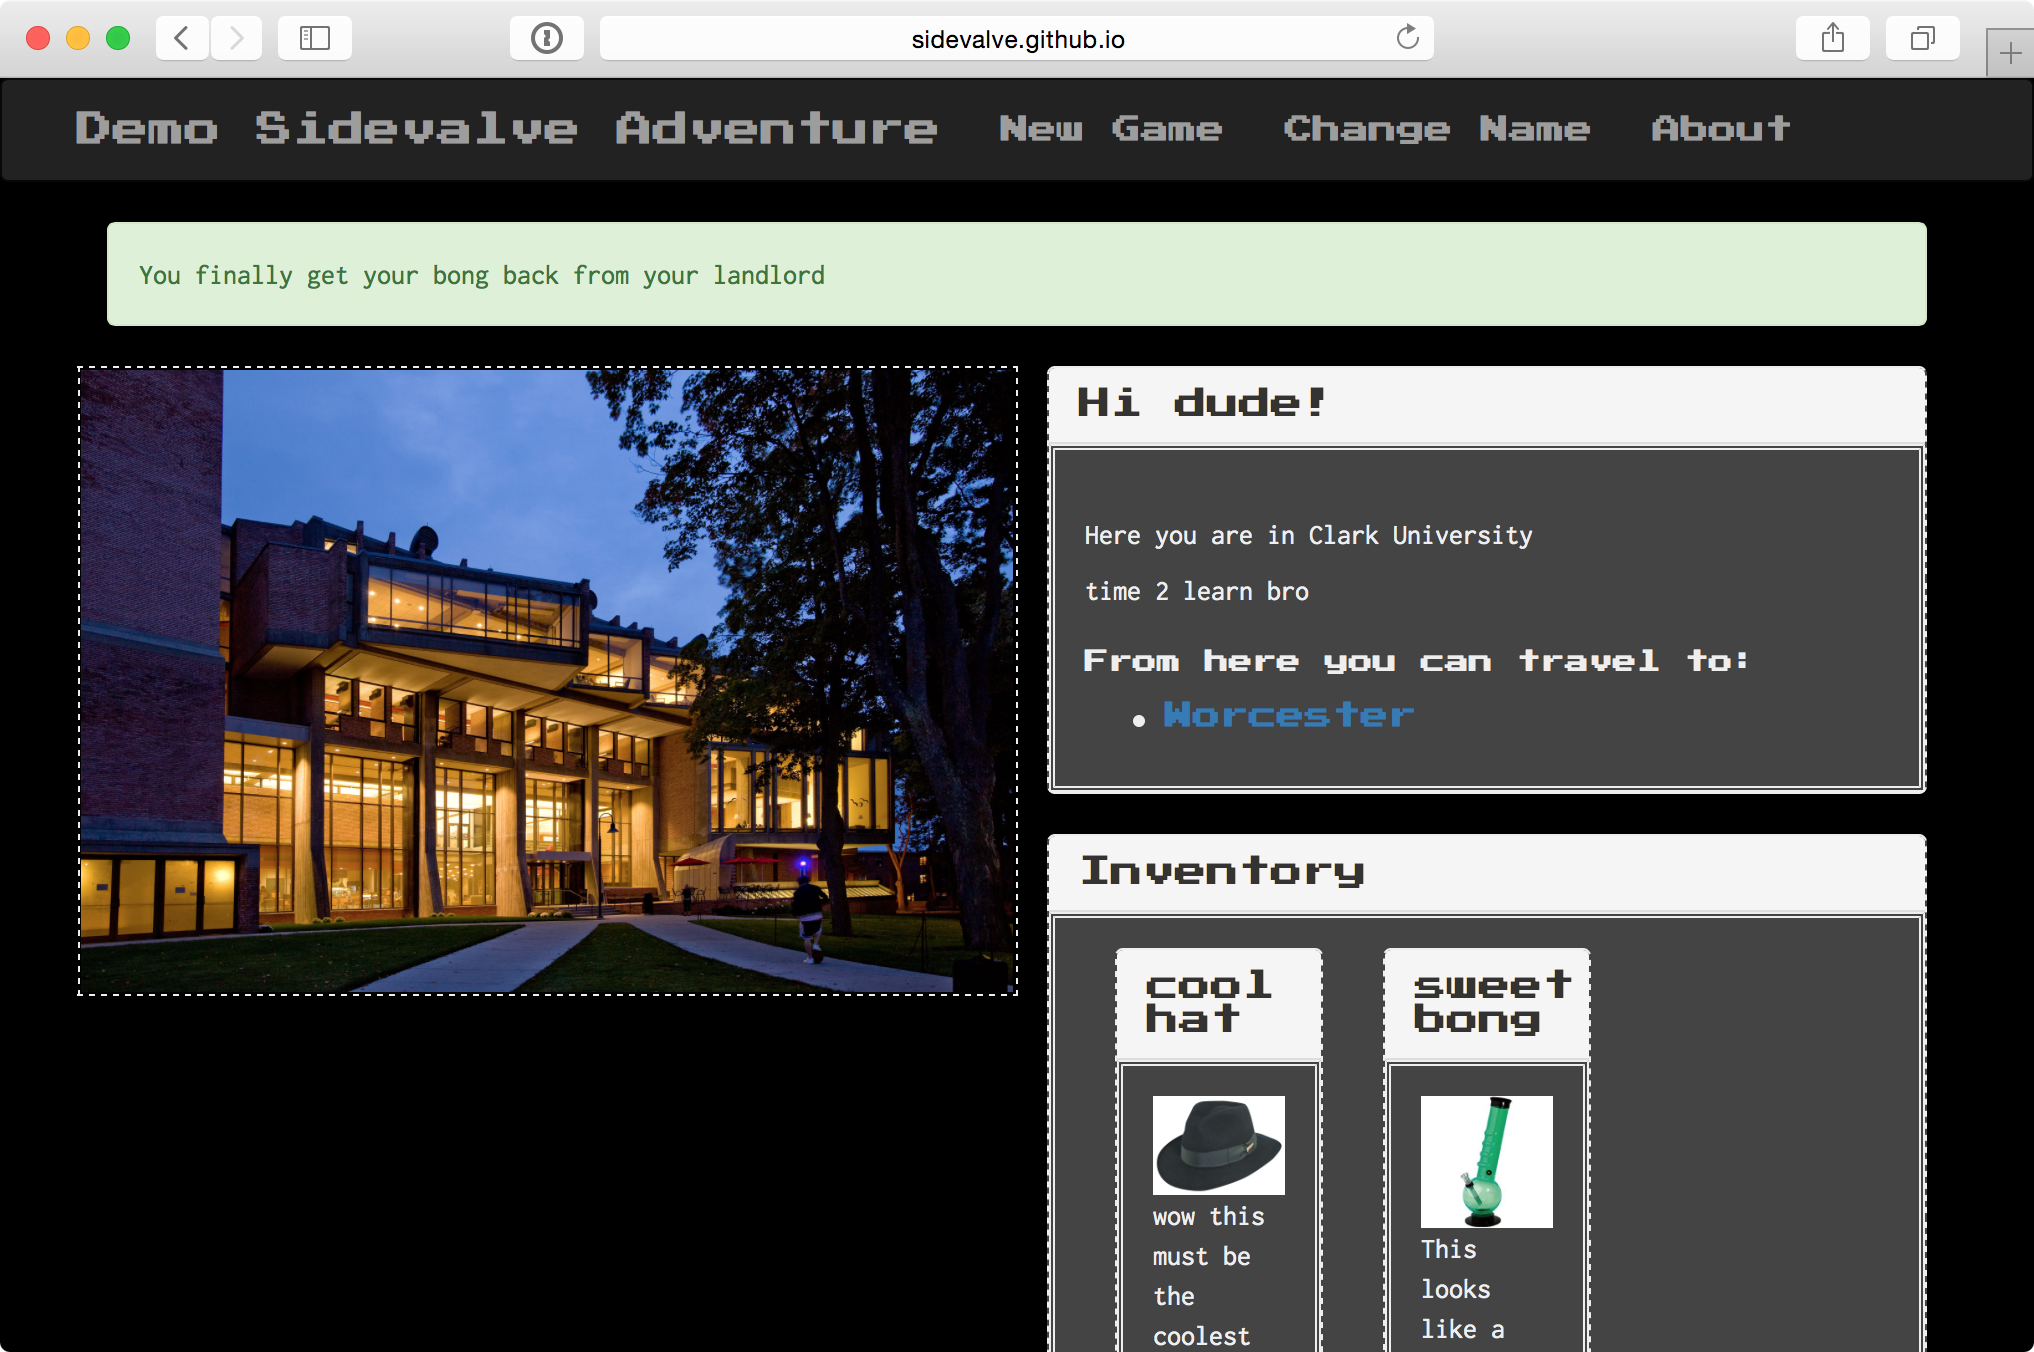 sidevalve.github.io
Demo Sidevalve Adventure New Game Change Name About
You finally get your bong back from your landlord
Hi dude!
Here you are in Clark University
time 2 learn bro
From here you can travel to:
Worcester
Inventory
cool
hat
wow this
must be
the
coolest
sweet
bong
This
looks
like a